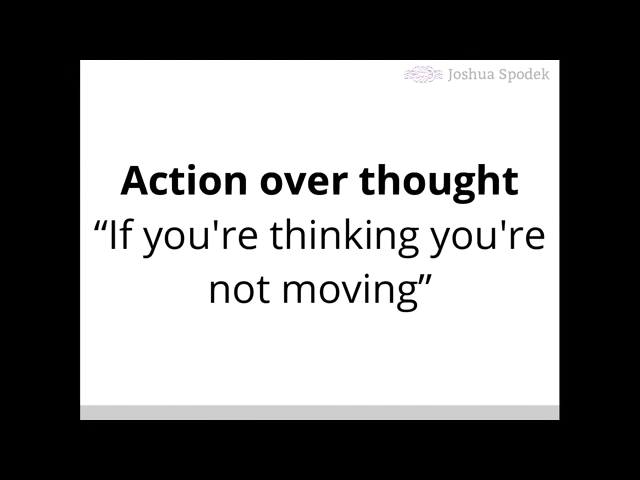 Joshua Spodek
Action over thought
“If you're thinking you're
not moving”